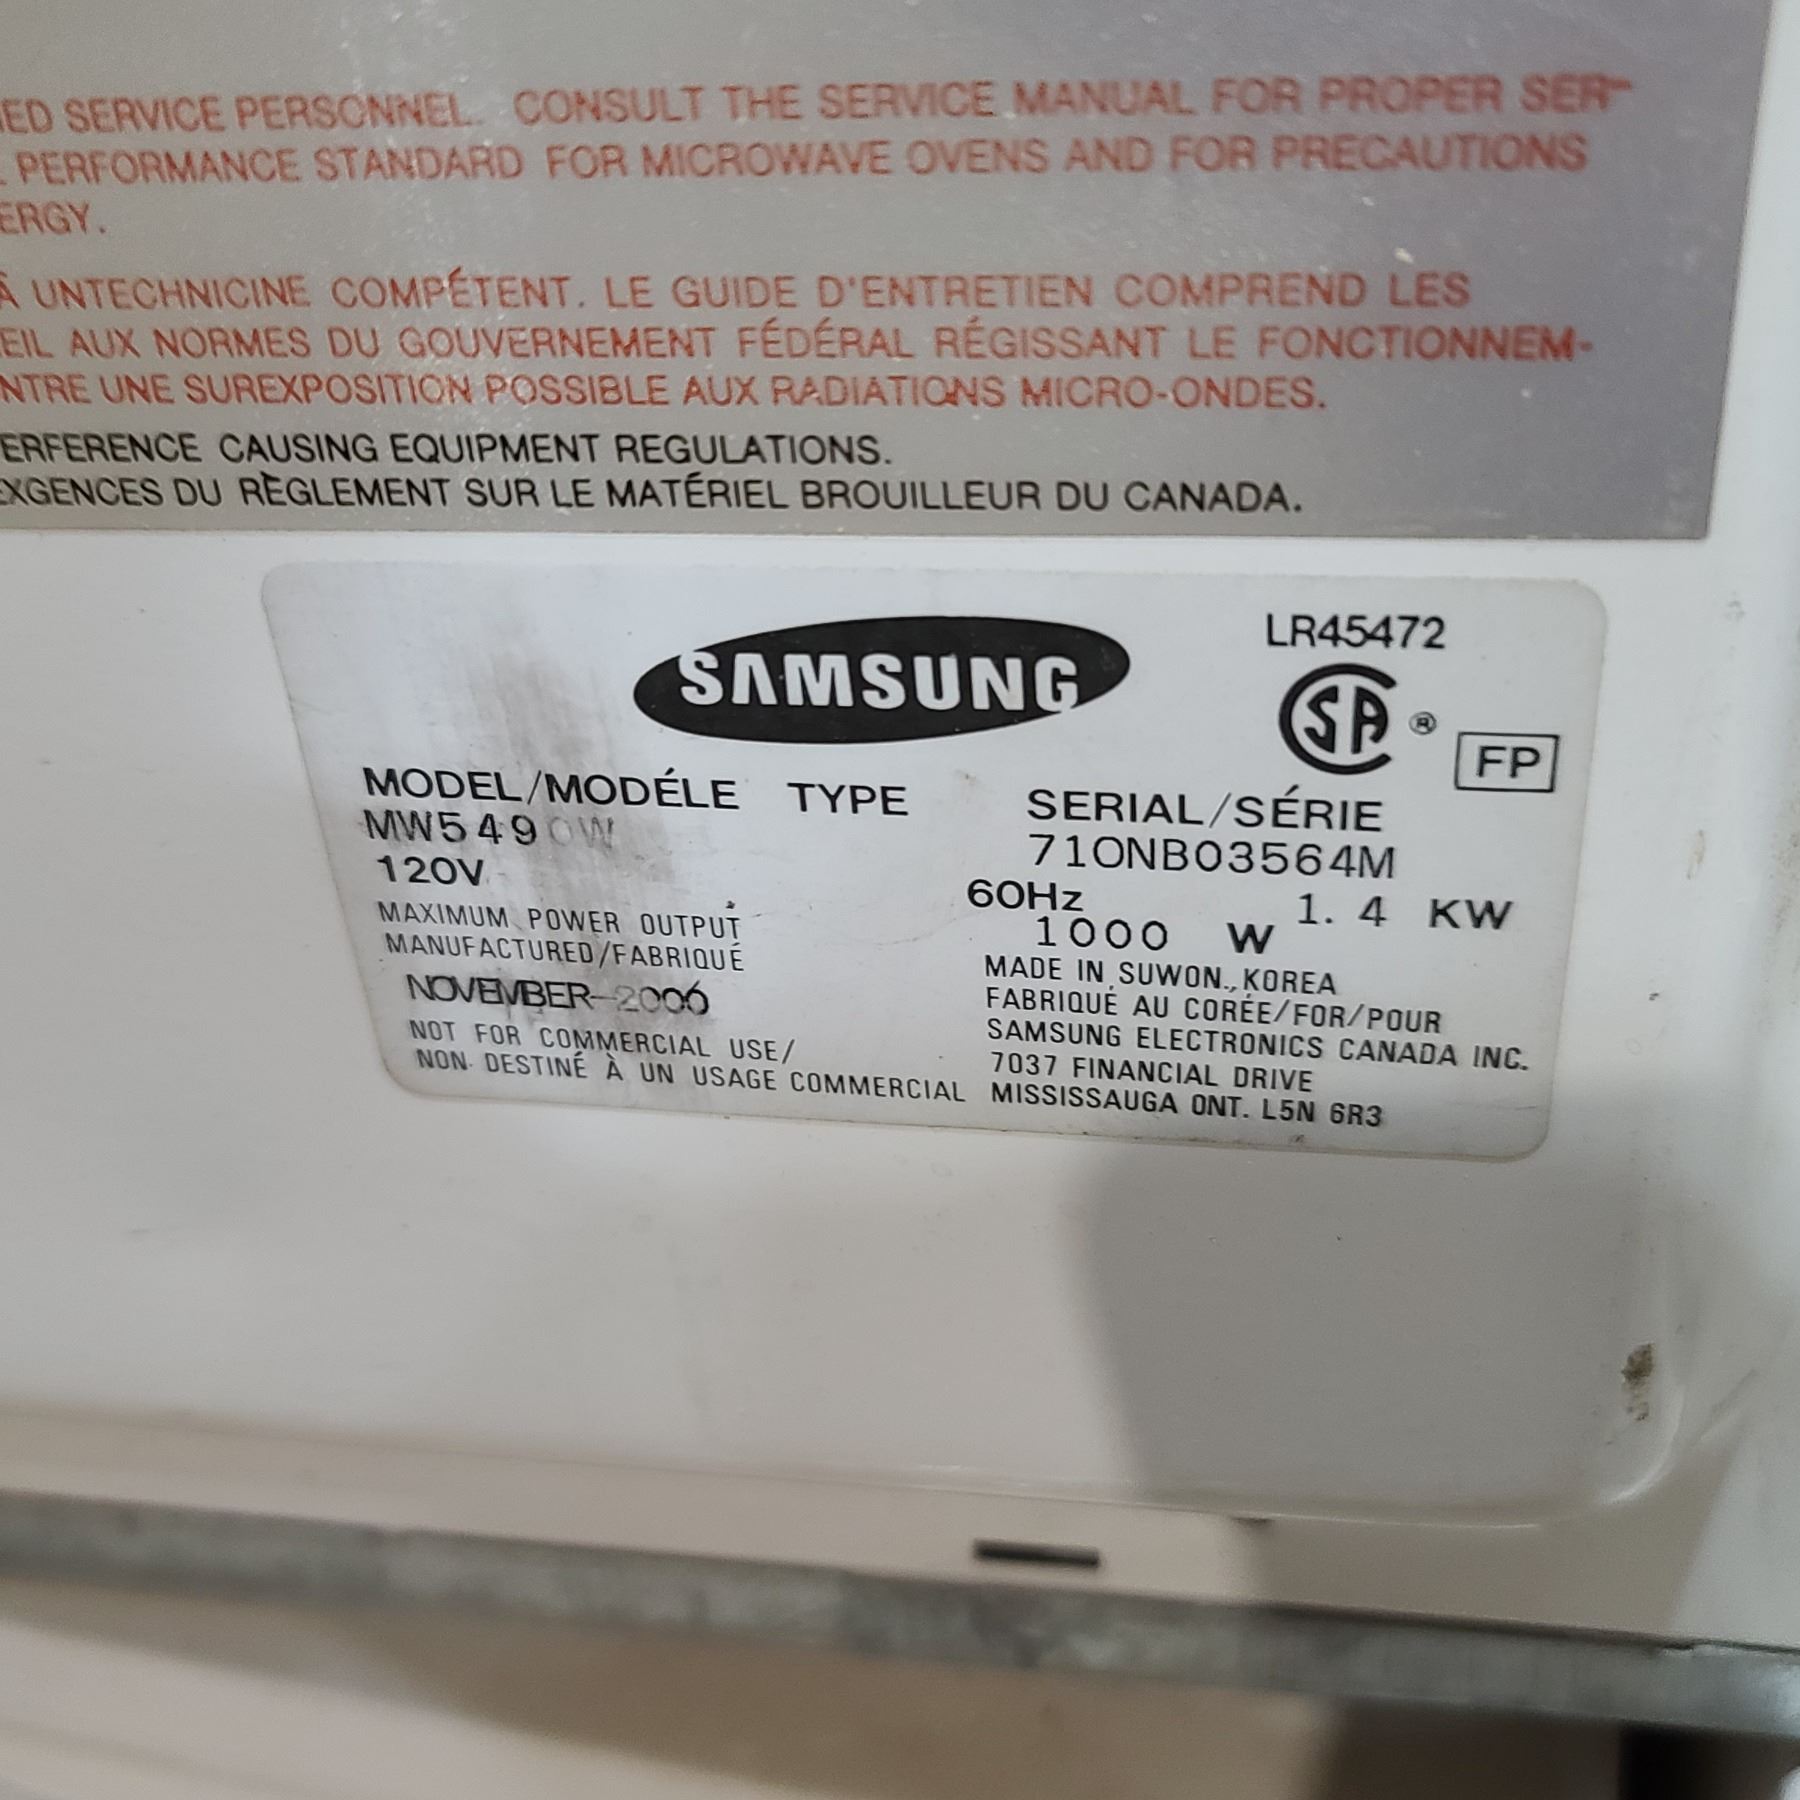 ED SERVICE PERSONNEL. CONSULT THE SERVICE MANUAL FOR PROPER SER-
PERFORMANCE STANDARD FOR MICROWAVE OVENS AND FOR PRECAUTIONS
ERGY.
À UNTECHNICINE COMPÉTENT. LE GUIDE D'ENTRETIEN COMPREND LES
EIL AUX NORMES DU GOUVERNEMENT FÉDÉRAL RÉGISSANT LE FONCTIONNEM-
NTRE UNE SUREXPOSITION POSSIBLE AUX RADIATIONS MICRO-ONDES.
ERFERENCE CAUSING EQUIPMENT REGULATIONS.
EXGENCES DU RÈGLEMENT SUR LE MATÉRIEL BROUILLEUR DU CANADA.
SAMSUNG
LR45472
SA ®
FP
MODEL/MODÉLE TYPE SERIAL/SÉRIE
MW5490W 710NB03564M
120V 60Hz 1.4 KW
MAXIMUM POWER OUTPUT 1000 W
MANUFACTURED/FABRIQUÉ
NOVEMBER-2000
NOT FOR COMMERCIAL USE/
NON DESTINÉ À UN USAGE COMMERCIAL
MADE IN SUWON., KOREA
FABRIQUÉ AU CORÉE/FOR/POUR
SAMSUNG ELECTRONICS CANADA INC.
7037 FINANCIAL DRIVE
MISSISSAUGA ONT. L5N 6R3